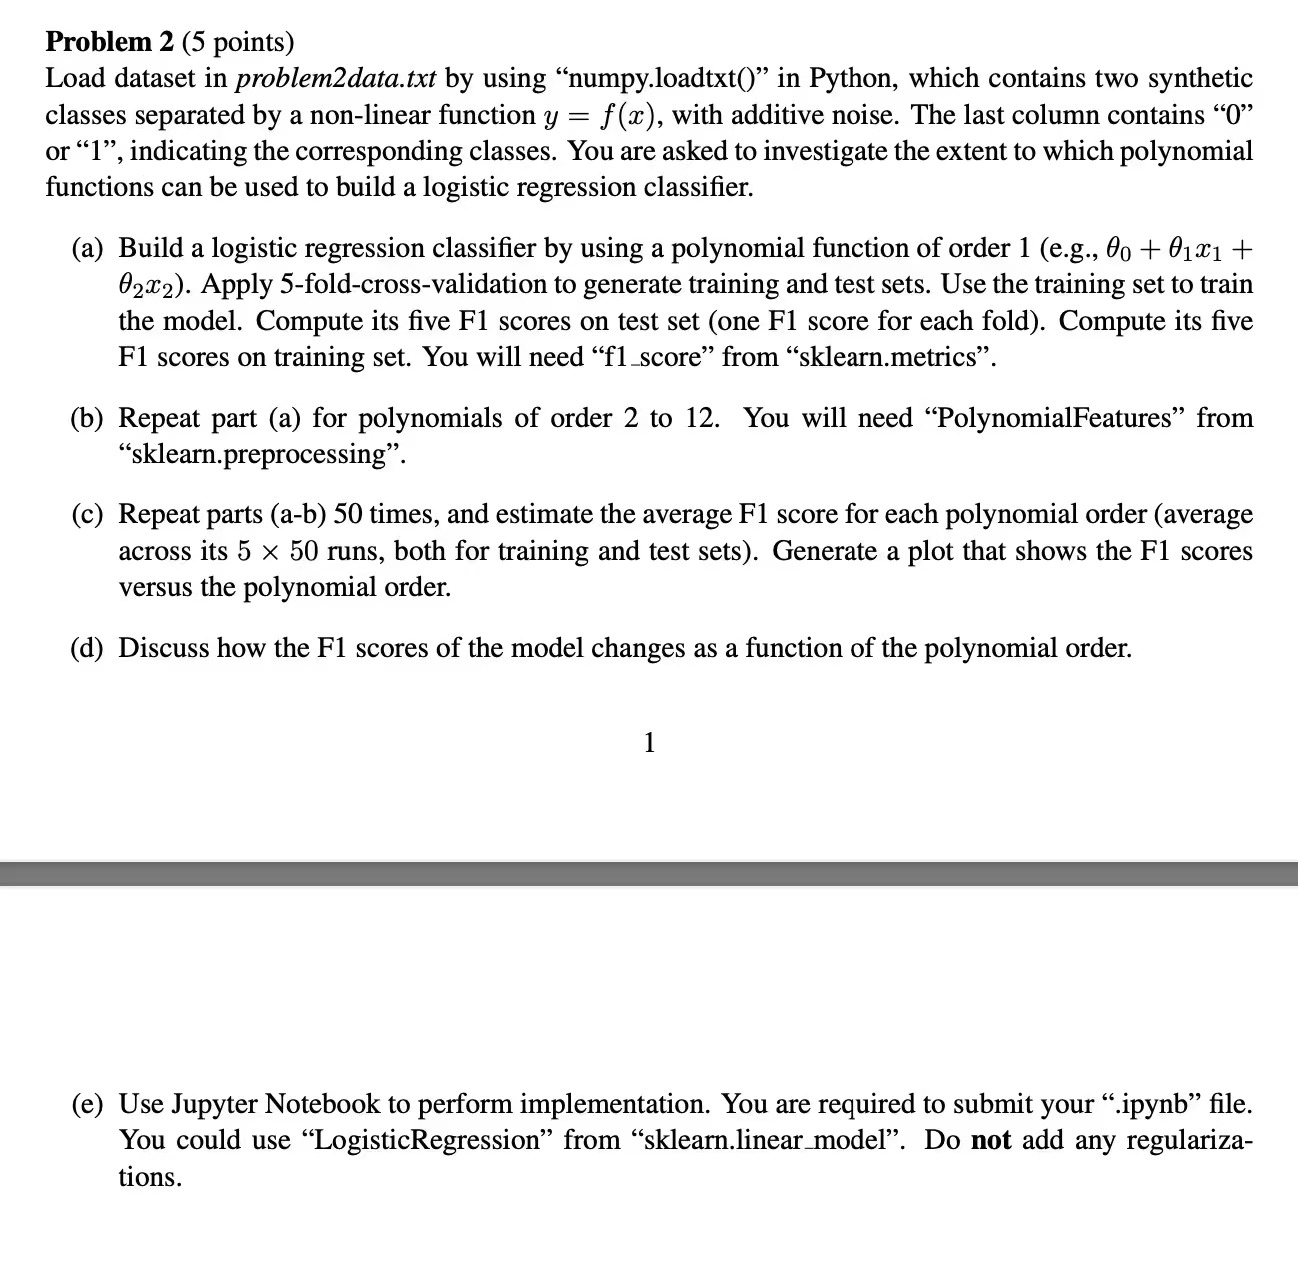 Problem 2 (5 points)
Load dataset in problem2data.txt by using “numpy.loadtxt()” in Python, which contains two synthetic
classes separated by a non-linear function y = f(x), with additive noise. The last column contains “0”
or “1”, indicating the corresponding classes. You are asked to investigate the extent to which polynomial
functions can be used to build a logistic regression classifier.
(a) Build a logistic regression classifier by using a polynomial function of order 1 (e.g., θ₀ + θ₁x₁ +
θ₂x₂). Apply 5-fold-cross-validation to generate training and test sets. Use the training set to train
the model. Compute its five F1 scores on test set (one F1 score for each fold). Compute its five
F1 scores on training set. You will need “f1_score” from “sklearn.metrics”.
(b) Repeat part (a) for polynomials of order 2 to 12. You will need “PolynomialFeatures” from
“sklearn.preprocessing”.
(c) Repeat parts (a-b) 50 times, and estimate the average F1 score for each polynomial order (average
across its 5 × 50 runs, both for training and test sets). Generate a plot that shows the F1 scores
versus the polynomial order.
(d) Discuss how the F1 scores of the model changes as a function of the polynomial order.
1
(e) Use Jupyter Notebook to perform implementation. You are required to submit your “.ipynb” file.
You could use “LogisticRegression” from “sklearn.linear_model”. Do not add any regulariza-
tions.